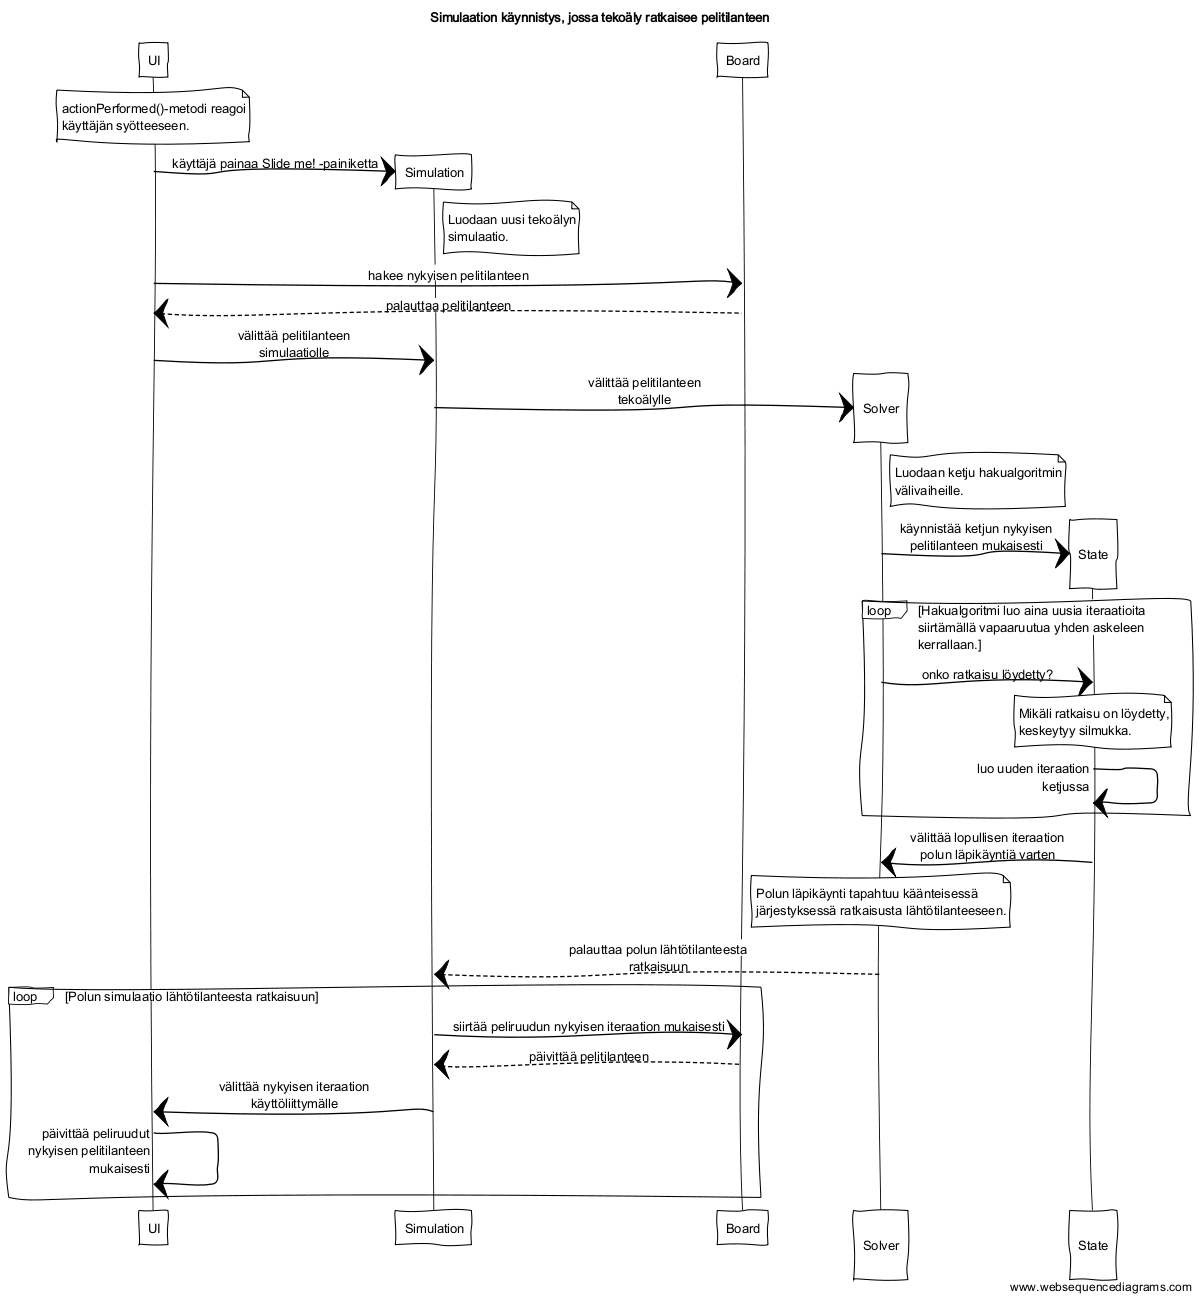 Simulaation käynnistys, jossa tekoäly ratkaisee pelitilanteen
UI
Board
actionPerformed()-metodi reagoi
käyttäjän syötteeseen.
käyttäjä painaa Slide me! -painiketta
Simulation
Luodaan uusi tekoälyn
simulaatio.
hakee nykyisen pelitilanteen
palauttaa pelitilanteen
välittää pelitilanteen
simulaatiolle
välittää pelitilanteen
tekoälylle
Solver
Luodaan ketju hakualgoritmin
välivaiheille.
käynnistää ketjun nykyisen
pelitilanteen mukaisesti
State
loop
[Hakualgoritmi luo aina uusia iteraatioita
siirtämällä vapaaruutua yhden askeleen
kerrallaan.]
onko ratkaisu löydetty?
Mikäli ratkaisu on löydetty,
keskeytyy silmukka.
luo uuden iteraation
ketjussa
välittää lopullisen iteraation
polun läpikäyntiä varten
Polun läpikäynti tapahtuu käänteisessä
järjestyksessä ratkaisusta lähtötilanteeseen.
palauttaa polun lähtötilanteesta
ratkaisuun
loop
[Polun simulaatio lähtötilanteesta ratkaisuun]
siirtää peliruudun nykyisen iteraation mukaisesti
päivittää pelitilanteen
välittää nykyisen iteraation
käyttöliittymälle
päivittää peliruudut
nykyisen pelitilanteen
mukaisesti
UI
Simulation
Board
Solver
State
www.websequencediagrams.com